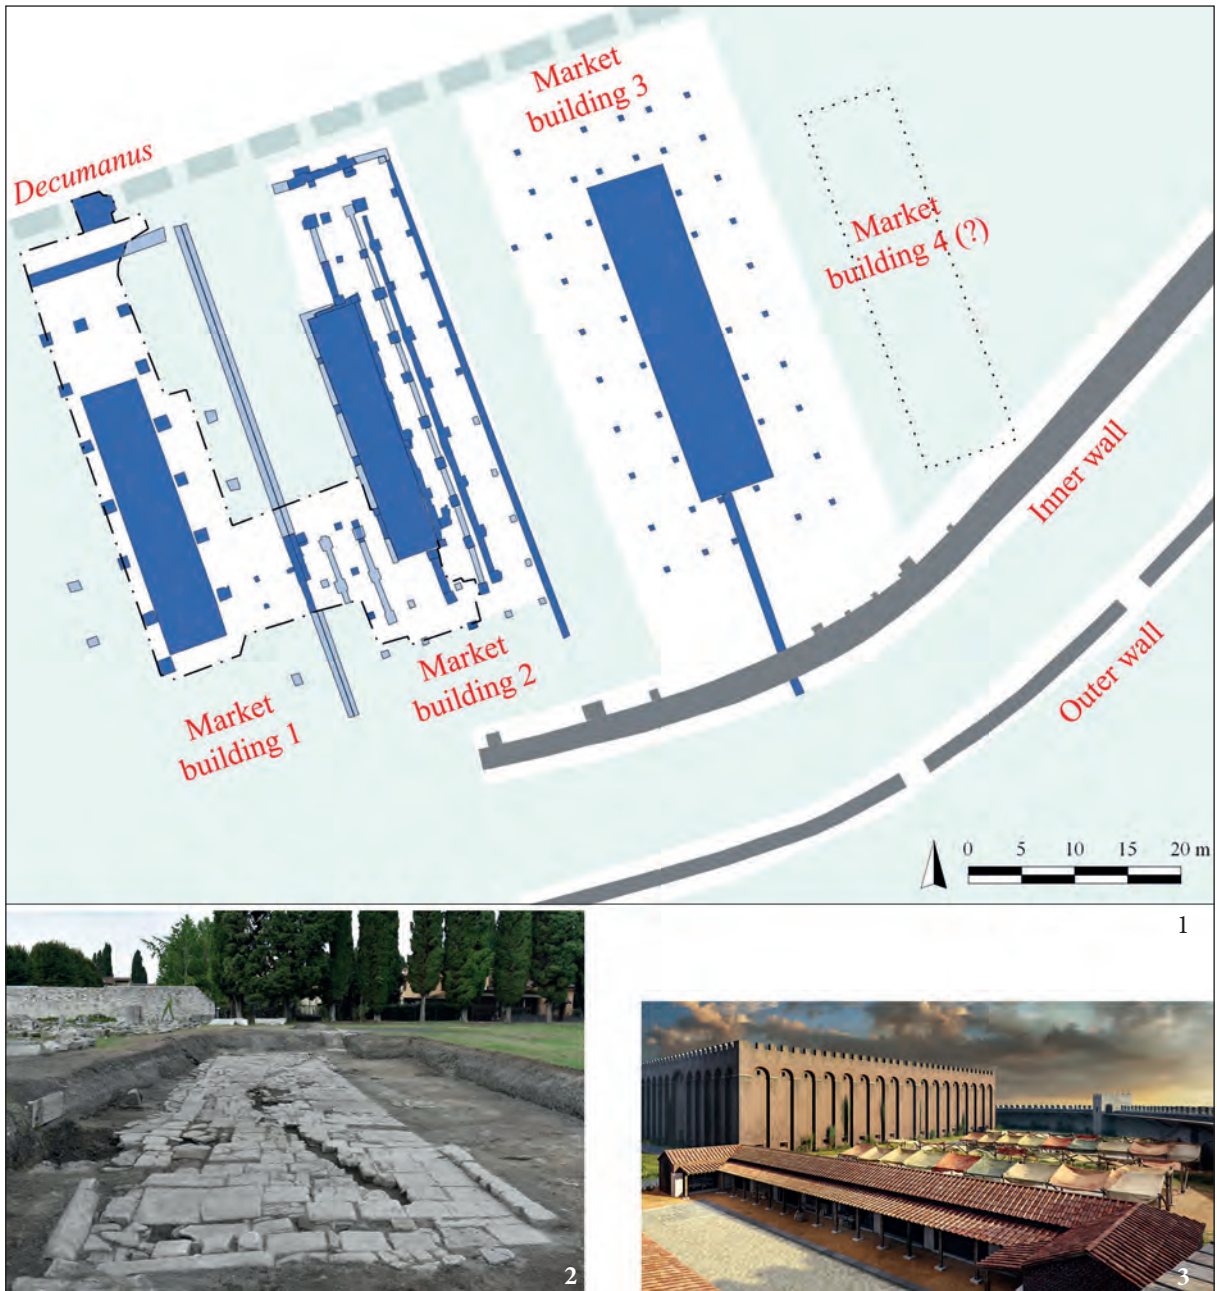 Market
building 3
Decumanus
Market
building 4 (?)
Inner wall
Market
building 2
Outer wall
Market
building 1
0 5 10 15 20 m
1
2
3